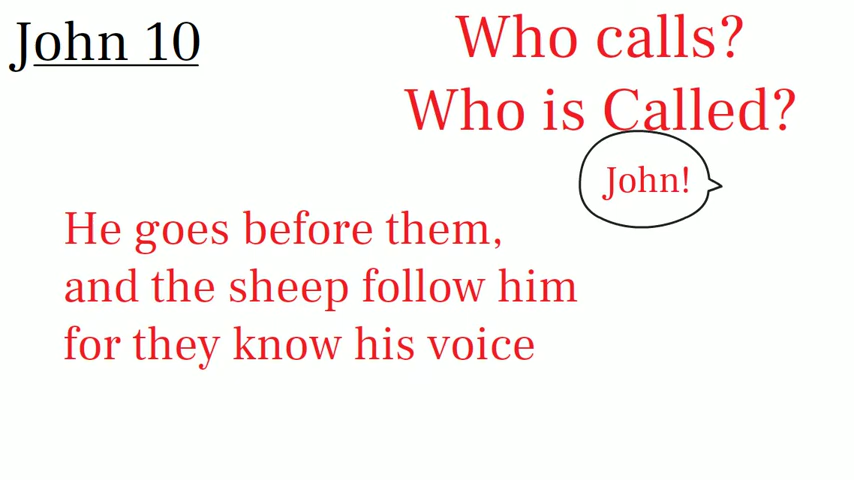 John 10
Who calls?
Who is Called?
John!
He goes before them,
and the sheep follow him
for they know his voice